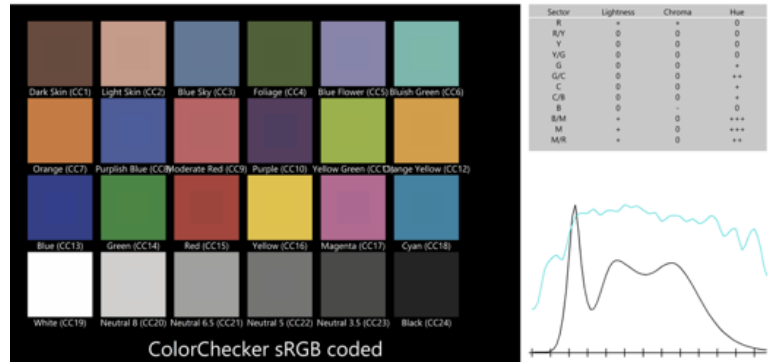 Dark Skin (CC1) Light Skin (CC2) Blue Sky (CC3) Foliage (CC4) Blue Flower (CC5) Bluish Green (CC6)
Orange (CC7) Purplish Blue (CC8) Moderate Red (CC9) Purple (CC10) Yellow Green (CC11) Orange Yellow (CC12)
Blue (CC13) Green (CC14) Red (CC15) Yellow (CC16) Magenta (CC17) Cyan (CC18)
White (CC19) Neutral 8 (CC20) Neutral 6.5 (CC21) Neutral 5 (CC22) Neutral 3.5 (CC23) Black (CC24)
ColorChecker sRGB coded
Sector Lightness Chroma Hue
R + + 0
R/Y 0 0 0
Y 0 0 0
Y/G 0 0 0
G 0 0 +
G/C 0 0 ++
C 0 0 +
C/B 0 0 +
B 0 - 0
B/M + 0 +++
M + 0 +++
M/R + 0 ++